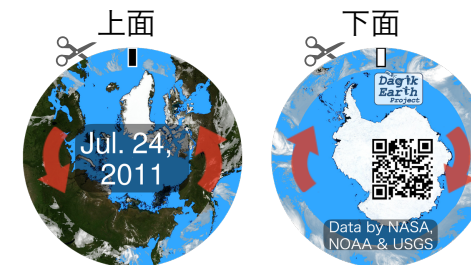 上面
下面
Jul. 24,
2011
Dagik
Earth
Project
Data by NASA,
NOAA & USGS